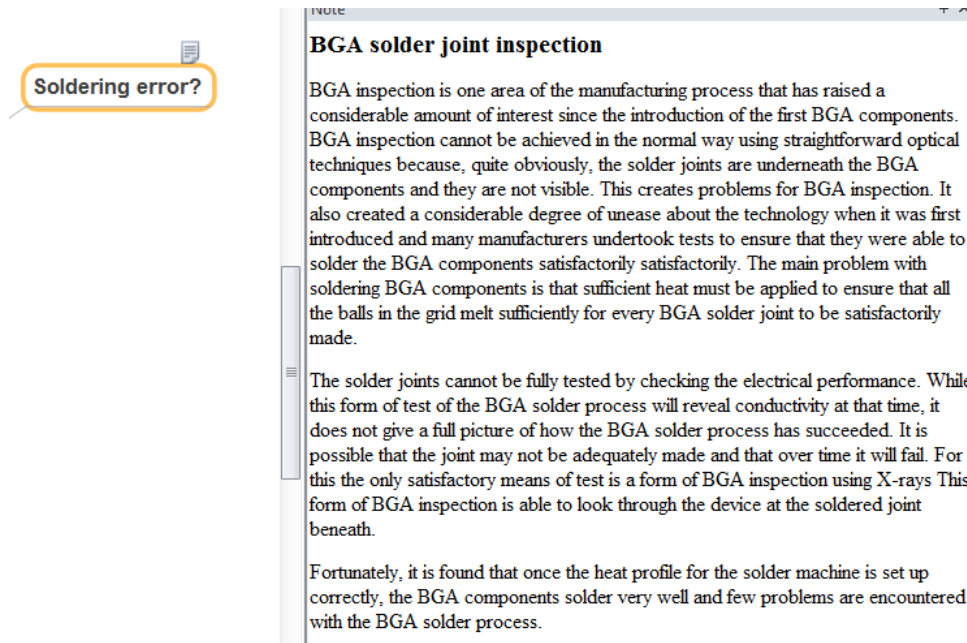 Note
Soldering error?
BGA solder joint inspection
BGA inspection is one area of the manufacturing process that has raised a
considerable amount of interest since the introduction of the first BGA components.
BGA inspection cannot be achieved in the normal way using straightforward optical
techniques because, quite obviously, the solder joints are underneath the BGA
components and they are not visible. This creates problems for BGA inspection. It
also created a considerable degree of unease about the technology when it was first
introduced and many manufacturers undertook tests to ensure that they were able to
solder the BGA components satisfactorily satisfactorily. The main problem with
soldering BGA components is that sufficient heat must be applied to ensure that all
the balls in the grid melt sufficiently for every BGA solder joint to be satisfactorily
made.
The solder joints cannot be fully tested by checking the electrical performance. While
this form of test of the BGA solder process will reveal conductivity at that time, it
does not give a full picture of how the BGA solder process has succeeded. It is
possible that the joint may not be adequately made and that over time it will fail. For
this the only satisfactory means of test is a form of BGA inspection using X-rays This
form of BGA inspection is able to look through the device at the soldered joint
beneath.
Fortunately, it is found that once the heat profile for the solder machine is set up
correctly, the BGA components solder very well and few problems are encountered
with the BGA solder process.